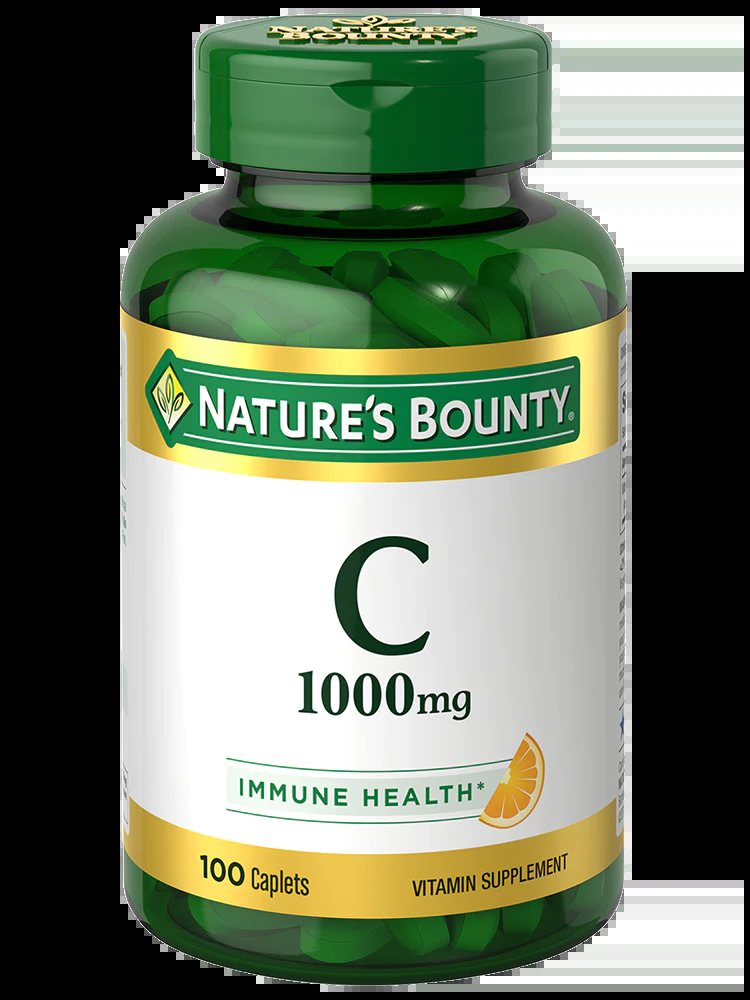 NATURE'S
BOUNTY
NATURE'S BOUNTY®
C
1000mg
IMMUNE HEALTH*
100 Caplets
VITAMIN SUPPLEMENT